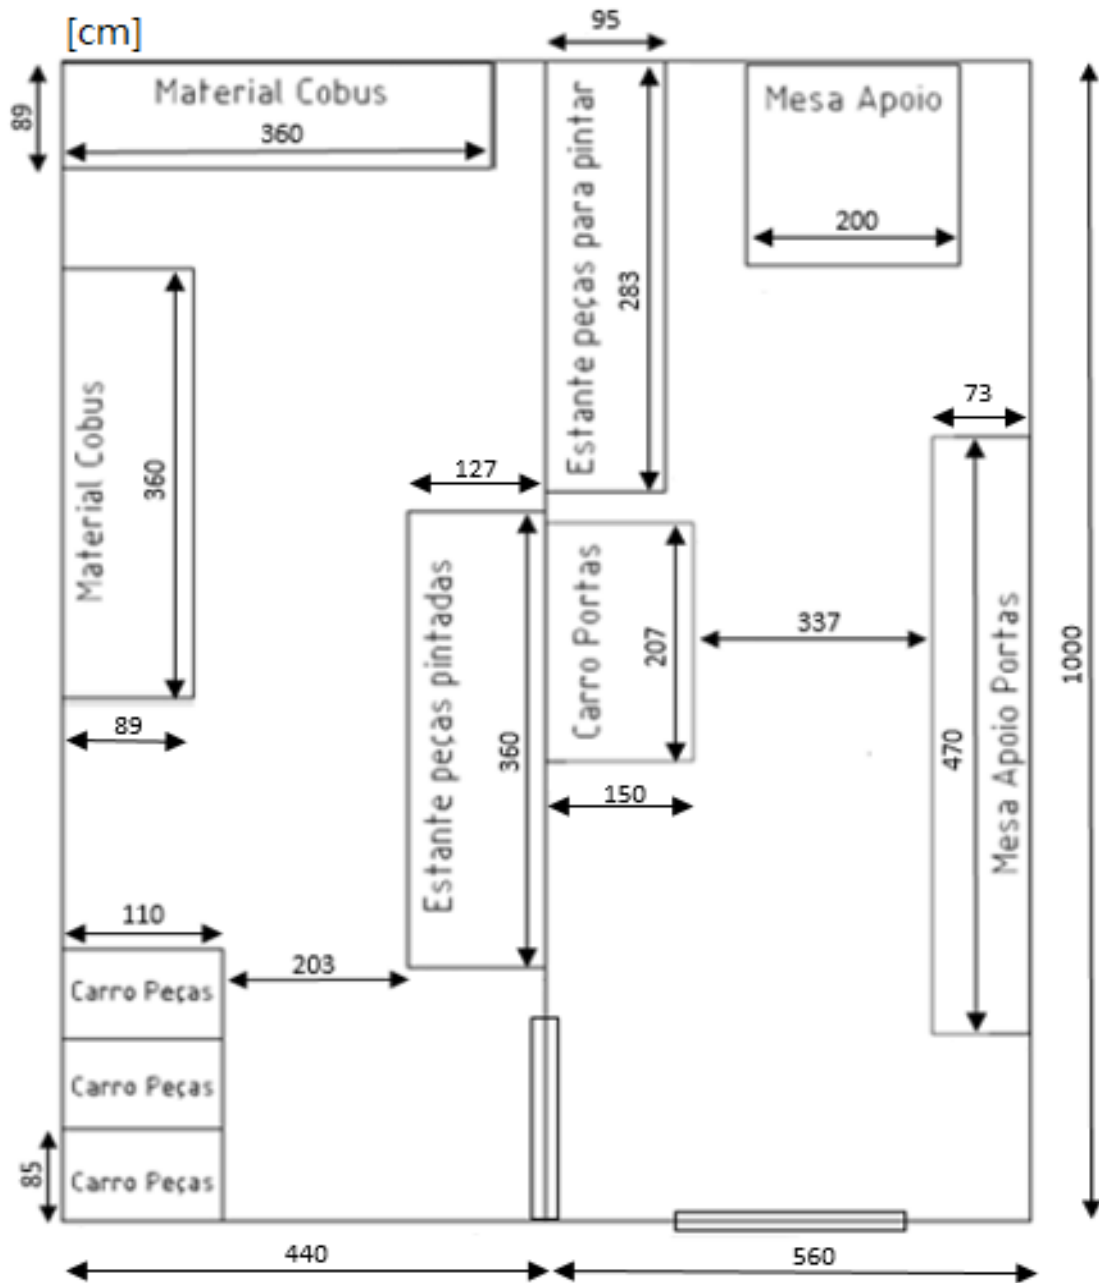 [cm]
95
Material Cobus
360
89
Estante peças para pintar
283
Mesa Apoio
200
Material Cobus
360
89
127
Estante peças pintadas
360
Carro Portas
207
150
337
73
470
Mesa Apoio Portas
1000
110
203
Carro Peças
Carro Peças
Carro Peças
85
440
560